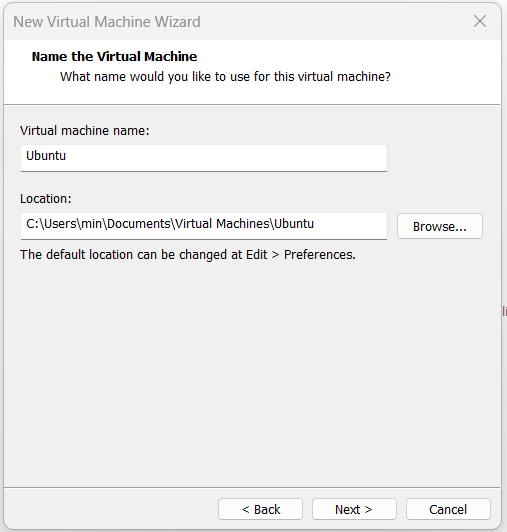 New Virtual Machine Wizard
Name the Virtual Machine
What name would you like to use for this virtual machine?
Virtual machine name:
Ubuntu
Location:
C:\Users\min\Documents\Virtual Machines\Ubuntu
Browse...
The default location can be changed at Edit > Preferences.
< Back
Next >
Cancel